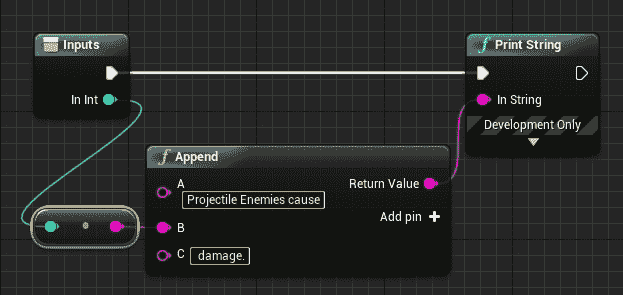 Inputs
In Int
Append
A
Projectile Enemies cause
B
C
damage.
Return Value
Add pin
Print String
In String
Development Only